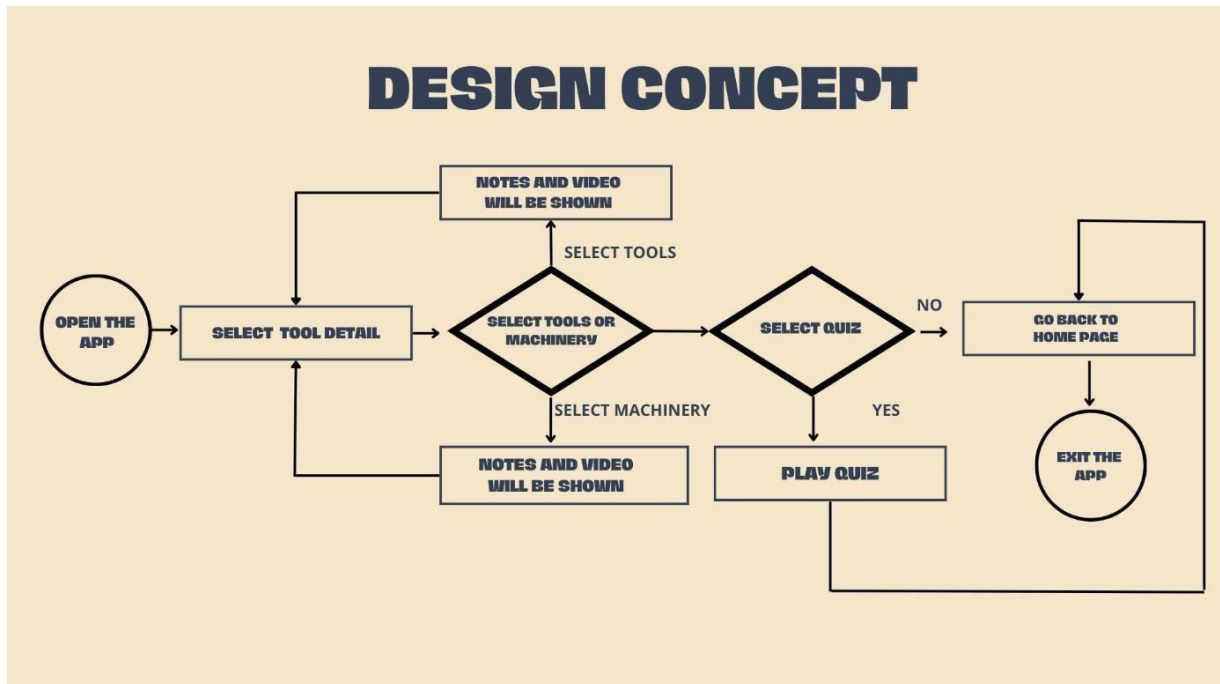 DESIGN CONCEPT
NOTES AND VIDEO
WILL BE SHOWN
SELECT TOOLS
OPEN THE
APP
SELECT TOOL DETAIL
SELECT TOOLS OR
MACHINERY
SELECT QUIZ
NO
GO BACK TO
HOME PAGE
SELECT MACHINERY
YES
NOTES AND VIDEO
WILL BE SHOWN
PLAY QUIZ
EXIT THE
APP